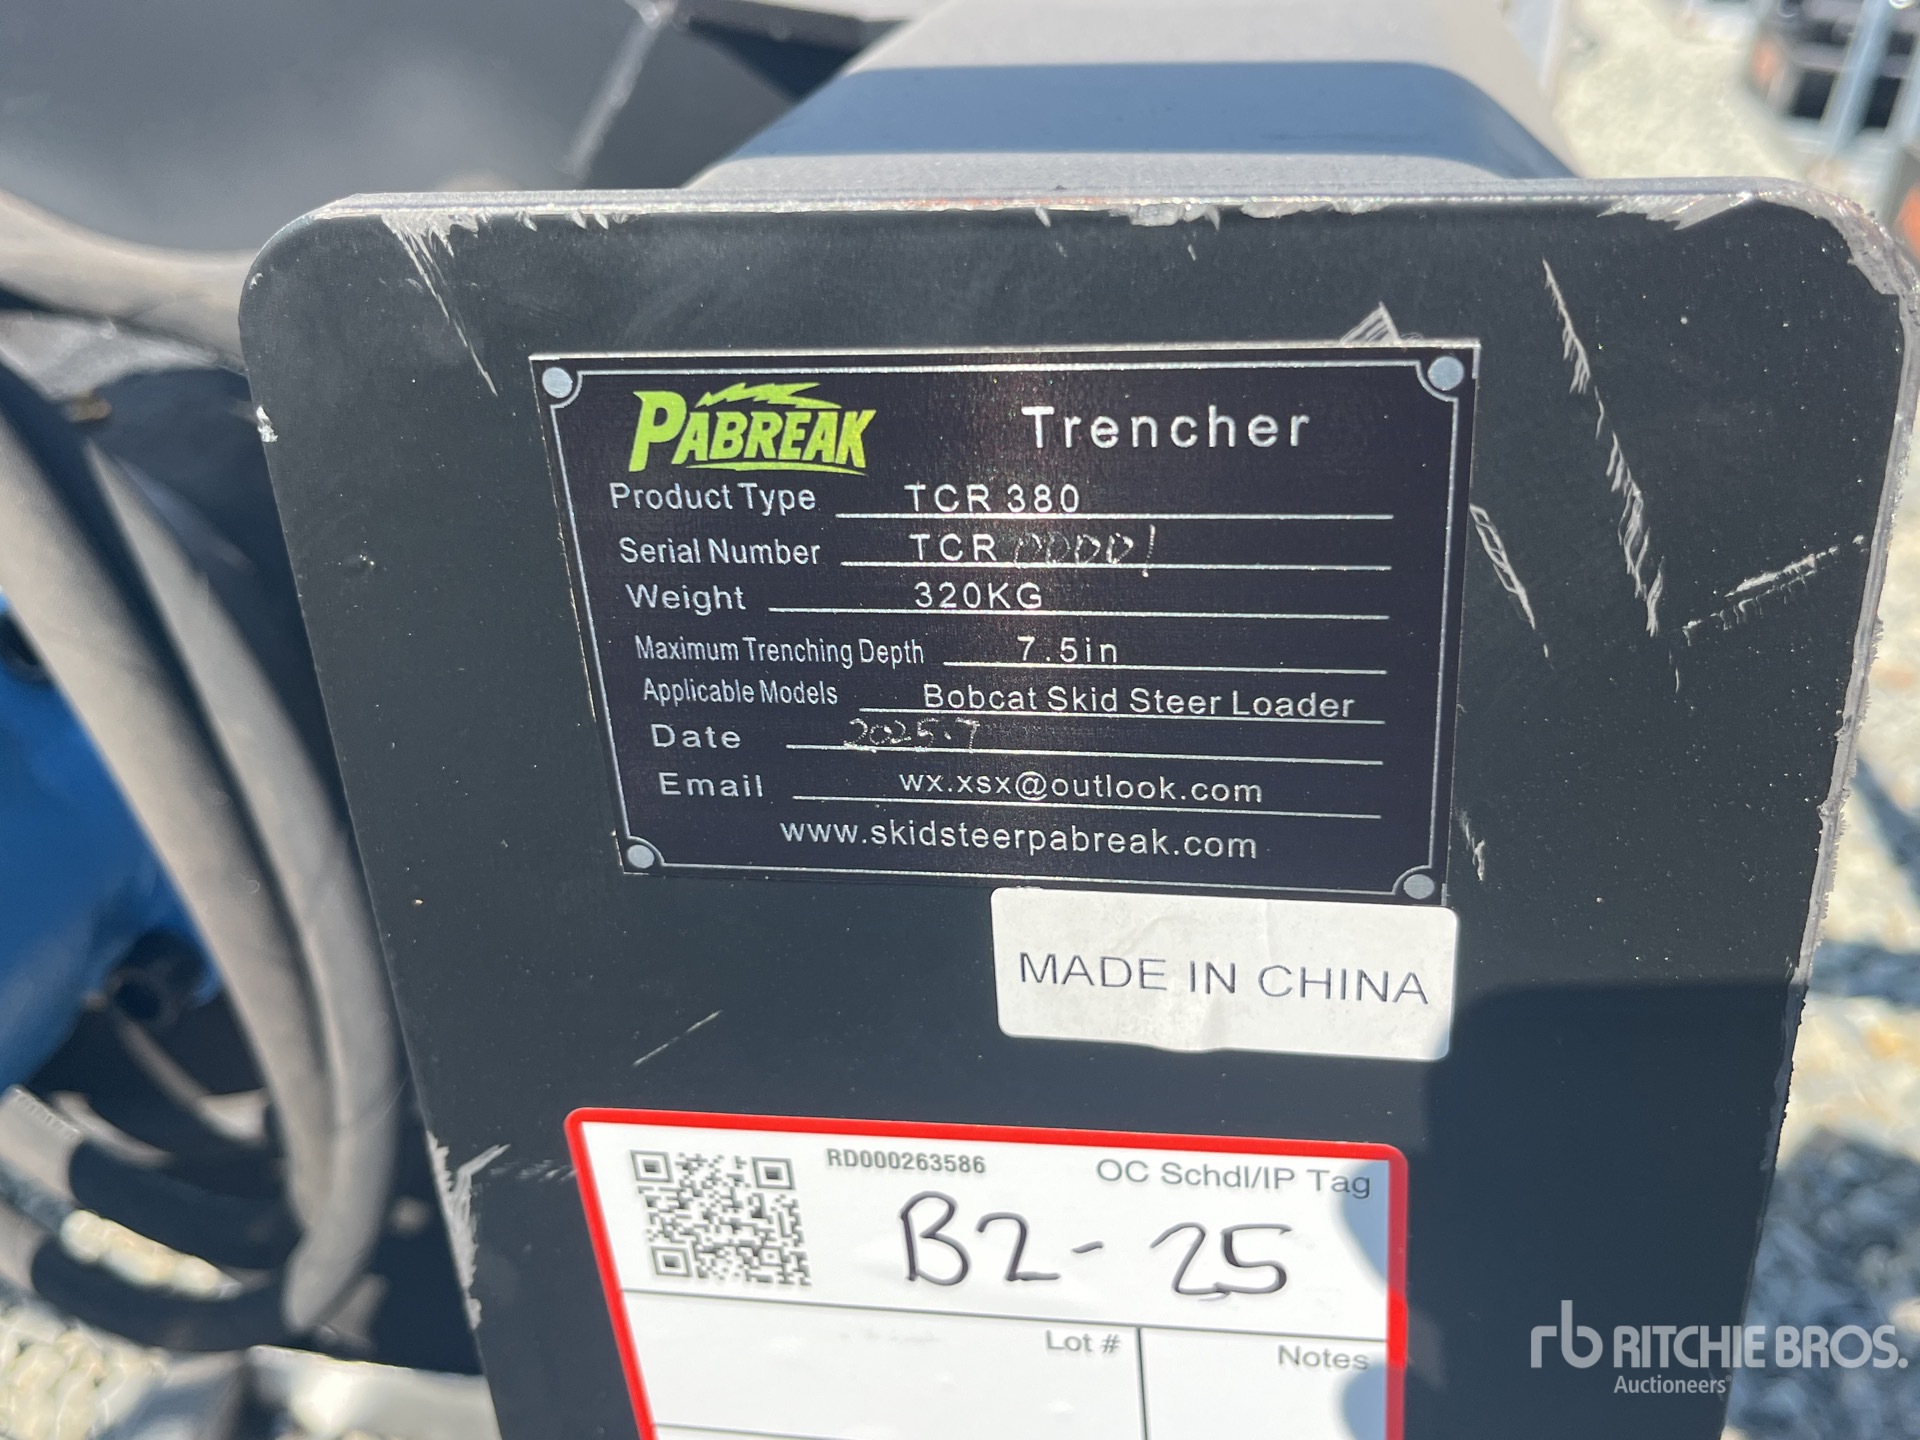 PABREAK Trencher
Product Type TCR 380
Serial Number TCR 00001
Weight 320KG
Maximum Trenching Depth 7.5in
Applicable Models Bobcat Skid Steer Loader
Date 2025.7
Email wx.xsx@outlook.com
www.skidsteerpabreak.com
MADE IN CHINA
RD000263586 OC Schdl/IP Tag
B2-25
Lot # Notes
rb RITCHIE BROS.
Auctioneers